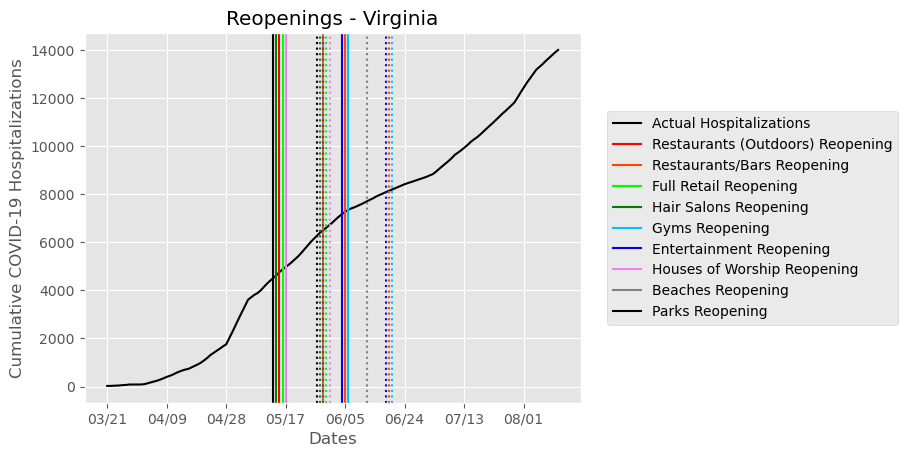 Reopenings - Virginia
Cumulative COVID-19 Hospitalizations
14000
12000
10000
8000
6000
4000
2000
0
03/21 04/09 04/28 05/17 06/05 06/24 07/13 08/01
Dates
Actual Hospitalizations
Restaurants (Outdoors) Reopening
Restaurants/Bars Reopening
Full Retail Reopening
Hair Salons Reopening
Gyms Reopening
Entertainment Reopening
Houses of Worship Reopening
Beaches Reopening
Parks Reopening